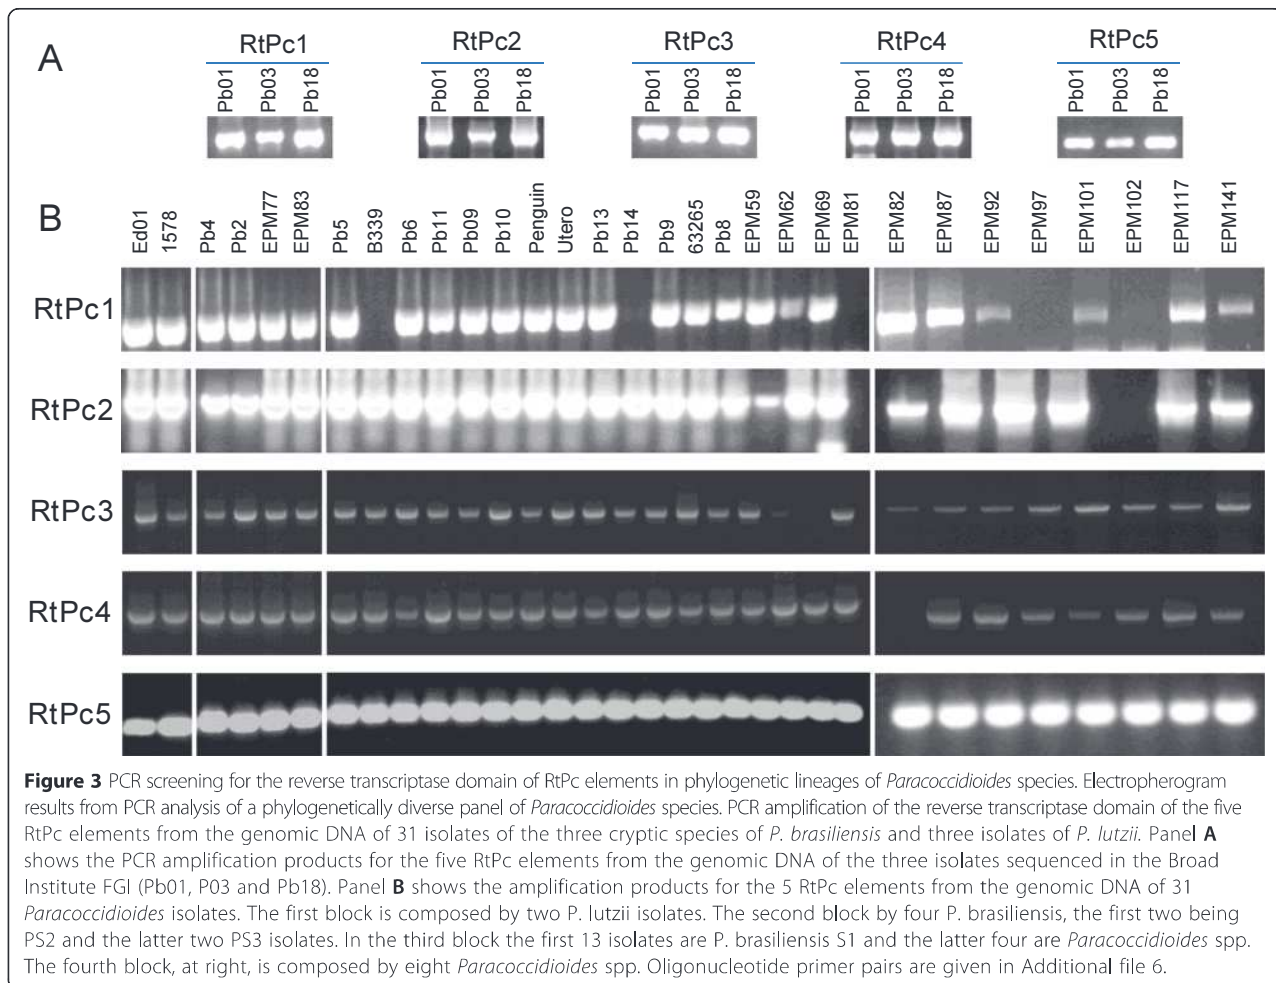 A
RtPc1 RtPc2 RtPc3 RtPc4 RtPc5
Pb01 Pb03 Pb18 Pb01 Pb03 Pb18 Pb01 Pb03 Pb18 Pb01 Pb03 Pb18 Pb01 Pb03 Pb18
B
Ed01 1578 Pb4 Pb2 EPM77 EPM83 Pb5 B339 Pb6 Pb11 Pb09 Pb10 Penguin Utero Pb13 Pb14 Pb9 63265 Pb8 EPM59 EPM62 EPM69 EPM81 EPM82 EPM87 EPM92 EPM97 EPM101 EPM102 EPM117 EPM141
RtPc1
RtPc2
RtPc3
RtPc4
RtPc5
Figure 3 PCR screening for the reverse transcriptase domain of RtPc elements in phylogenetic lineages of Paracoccidioides species. Electropherogram
results from PCR analysis of a phylogenetically diverse panel of Paracoccidioides species. PCR amplification of the reverse transcriptase domain of the five
RtPc elements from the genomic DNA of 31 isolates of the three cryptic species of P. brasiliensis and three isolates of P. lutzii. Panel A
shows the PCR amplification products for the five RtPc elements from the genomic DNA of the three isolates sequenced in the Broad
Institute FGI (Pb01, P03 and Pb18). Panel B shows the amplification products for the 5 RtPc elements from the genomic DNA of 31
Paracoccidioides isolates. The first block is composed by two P. lutzii isolates. The second block by four P. brasiliensis, the first two being
PS2 and the latter two PS3 isolates. In the third block the first 13 isolates are P. brasiliensis S1 and the latter four are Paracoccidioides spp.
The fourth block, at right, is composed by eight Paracoccidioides spp. Oligonucleotide primer pairs are given in Additional file 6.